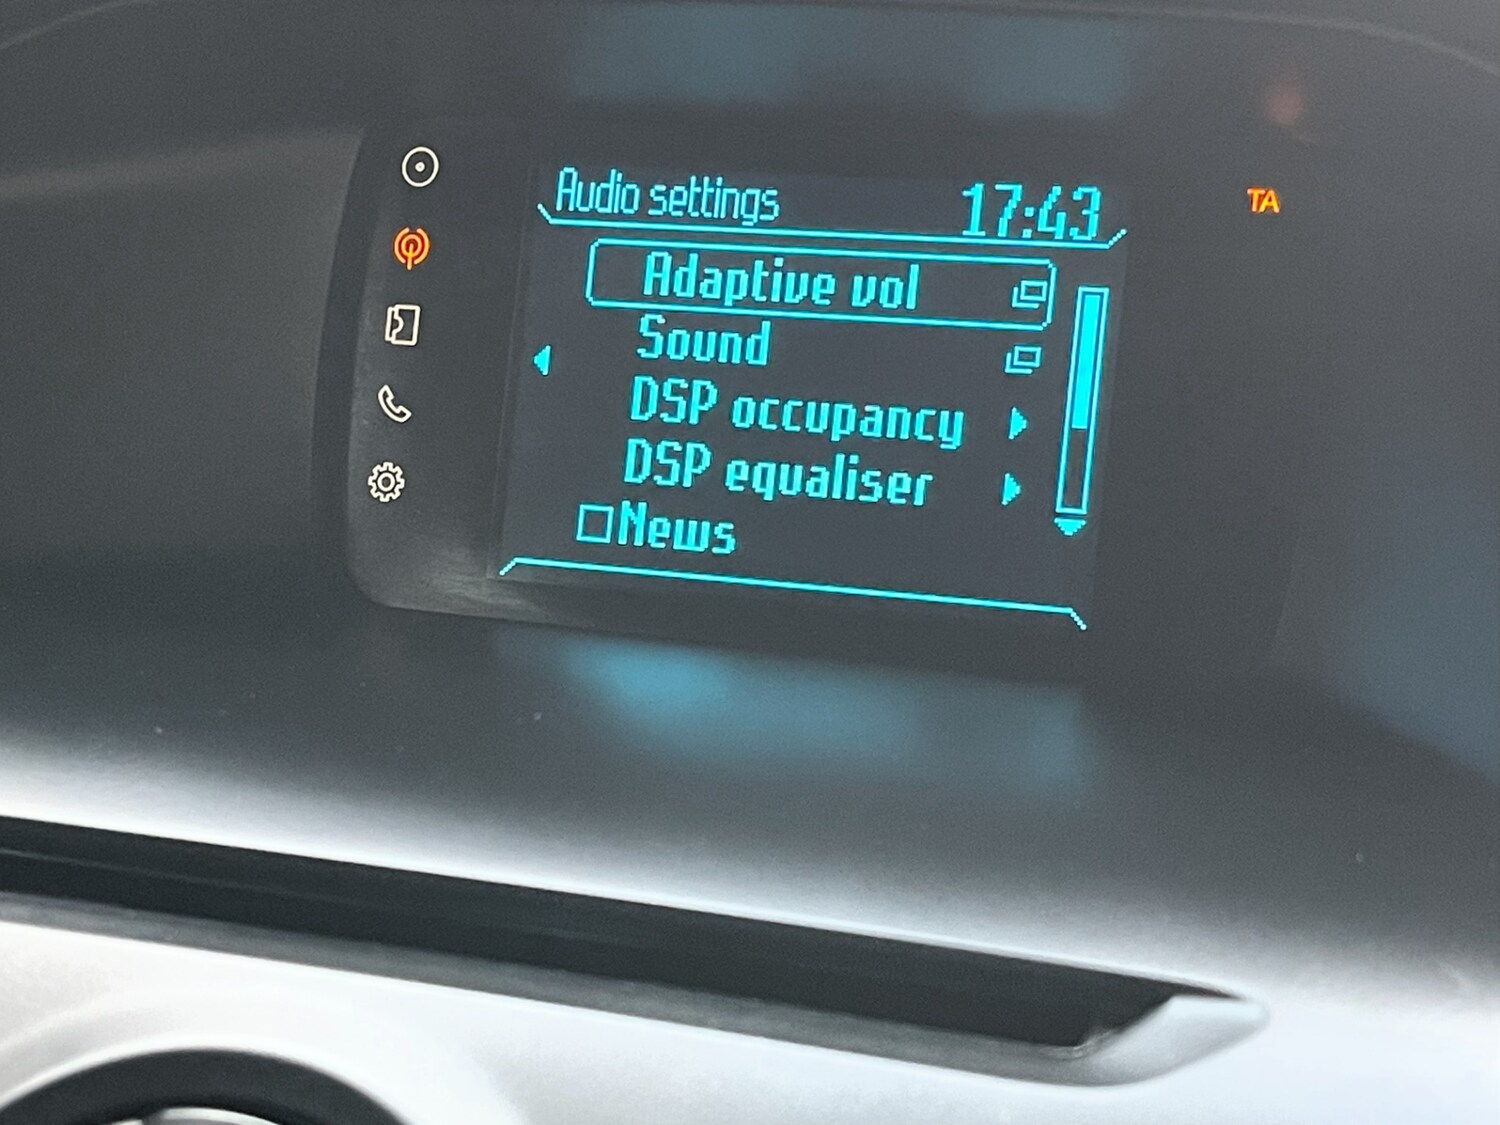 Audio settings 17:43
TA
Adaptive vol
Sound
DSP occupancy
DSP equaliser
News